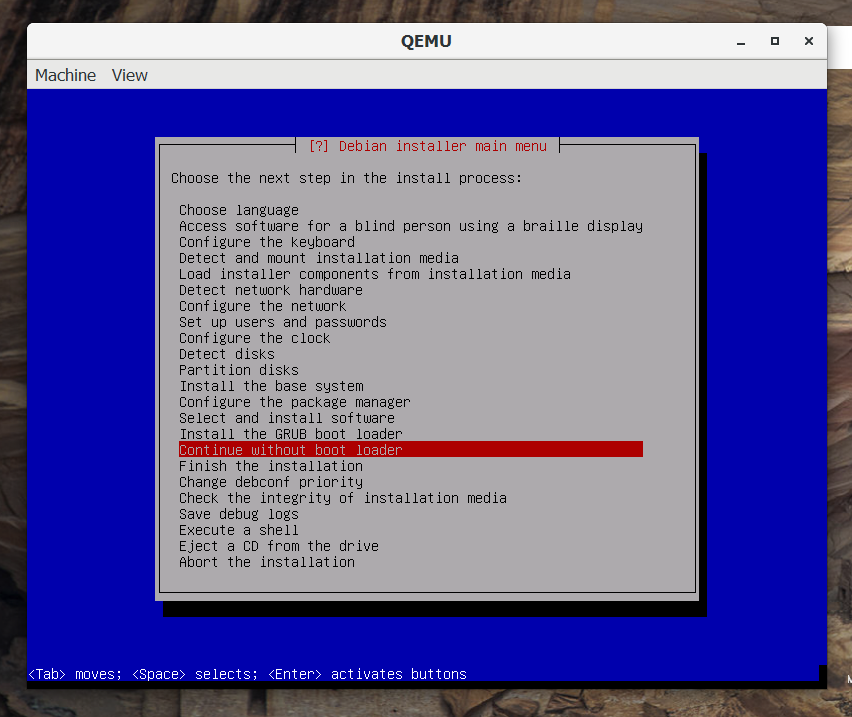 QEMU
Machine View
[?] Debian installer main menu
Choose the next step in the install process:
Choose language
Access software for a blind person using a braille display
Configure the keyboard
Detect and mount installation media
Load installer components from installation media
Detect network hardware
Configure the network
Set up users and passwords
Configure the clock
Detect disks
Partition disks
Install the base system
Configure the package manager
Select and install software
Install the GRUB boot loader
Continue without boot loader
Finish the installation
Change debconf priority
Check the integrity of installation media
Save debug logs
Execute a shell
Eject a CD from the drive
Abort the installation
<Tab> moves; <Space> selects; <Enter> activates buttons